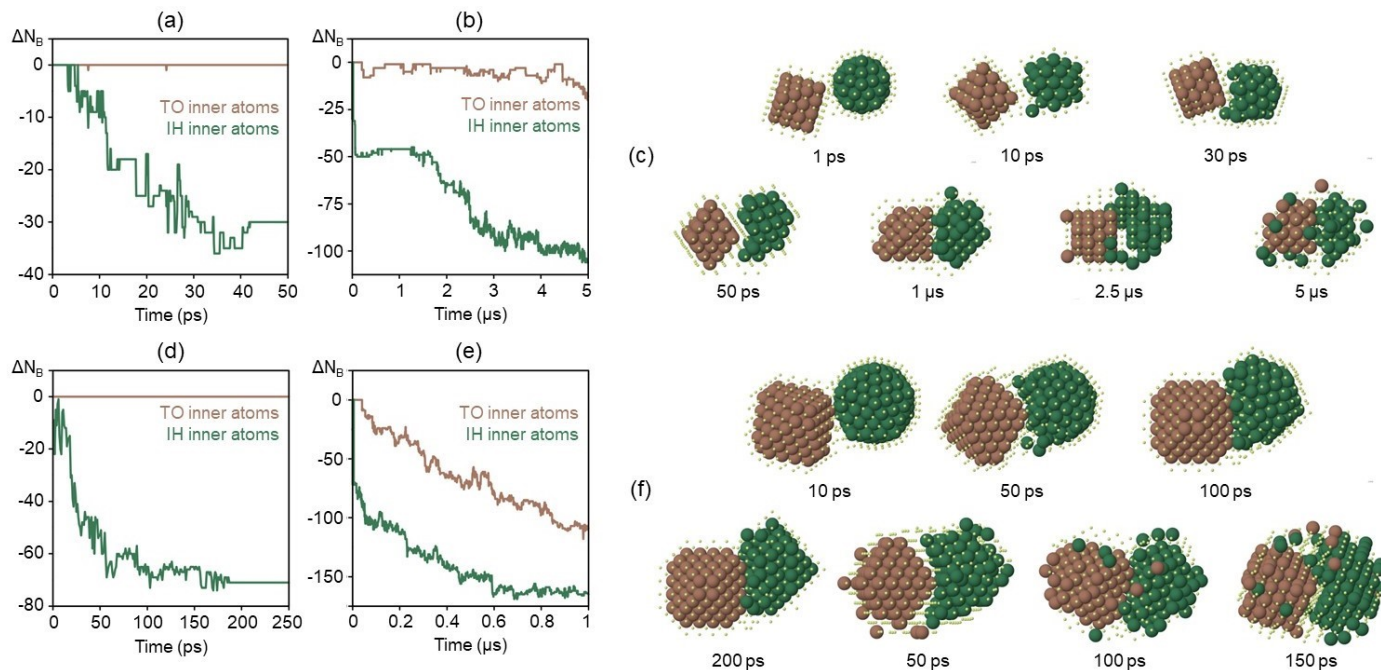 (a)
ΔN_B
0
-10
-20
-30
-40
TO inner atoms
IH inner atoms
0 10 20 30 40 50
Time (ps)
(b)
ΔN_B
0
-25
-50
-75
-100
TO inner atoms
IH inner atoms
0 1 2 3 4 5
Time (μs)
(c)
1 ps 10 ps 30 ps
50 ps 1 μs 2.5 μs 5 μs
(d)
ΔN_B
0
-20
-40
-60
-80
TO inner atoms
IH inner atoms
0 50 100 150 200 250
Time (ps)
(e)
ΔN_B
0
-50
-100
-150
TO inner atoms
IH inner atoms
0 0.2 0.4 0.6 0.8 1
Time (μs)
(f)
10 ps 50 ps 100 ps
200 ps 50 ps 100 ps 150 ps